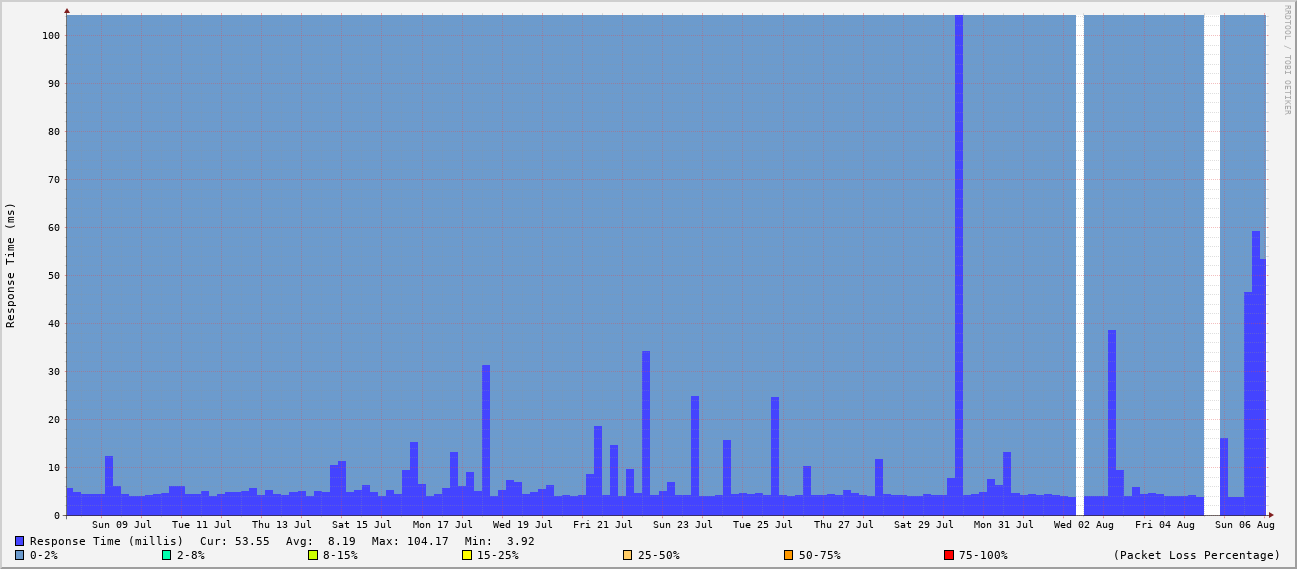 RRDTOOL / TOBI OETIKER
Response Time (ms)
100
90
80
70
60
50
40
30
20
10
0
Sun 09 Jul Tue 11 Jul Thu 13 Jul Sat 15 Jul Mon 17 Jul Wed 19 Jul Fri 21 Jul Sun 23 Jul Tue 25 Jul Thu 27 Jul Sat 29 Jul Mon 31 Jul Wed 02 Aug Fri 04 Aug Sun 06 Aug
Response Time (millis) Cur: 53.55 Avg: 8.19 Max: 104.17 Min: 3.92
0-2% 2-8% 8-15% 15-25% 25-50% 50-75% 75-100% (Packet Loss Percentage)